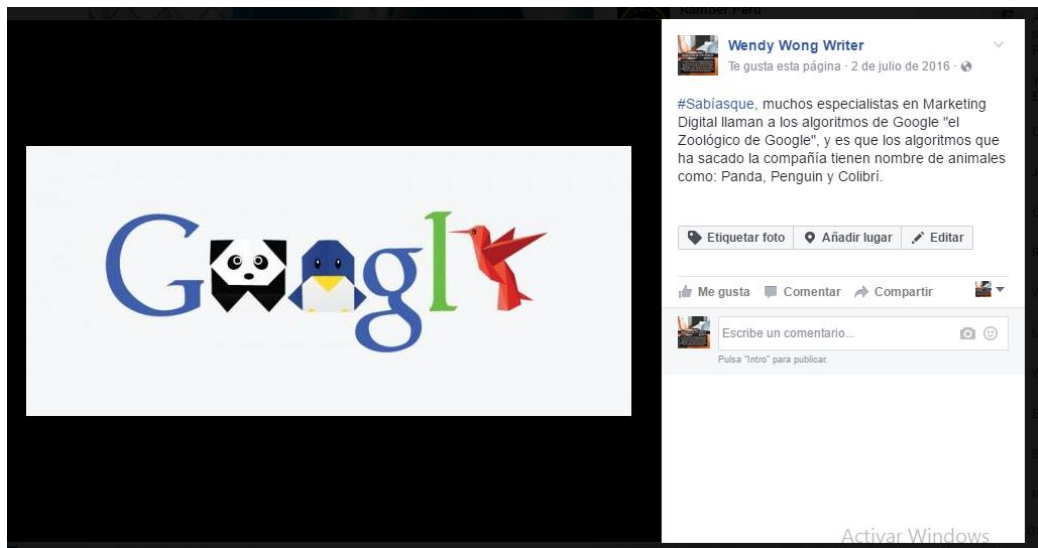 Googl
Wendy Wong Writer
Te gusta esta página · 2 de julio de 2016 ·
#Sabíasque, muchos especialistas en Marketing
Digital llaman a los algoritmos de Google "el
Zoológico de Google", y es que los algoritmos que
ha sacado la compañía tienen nombre de animales
como: Panda, Penguin y Colibrí.
Etiquetar foto Añadir lugar Editar
Me gusta Comentar Compartir
Escribe un comentario...
Pulsa "Intro" para publicar.
Activar Windows